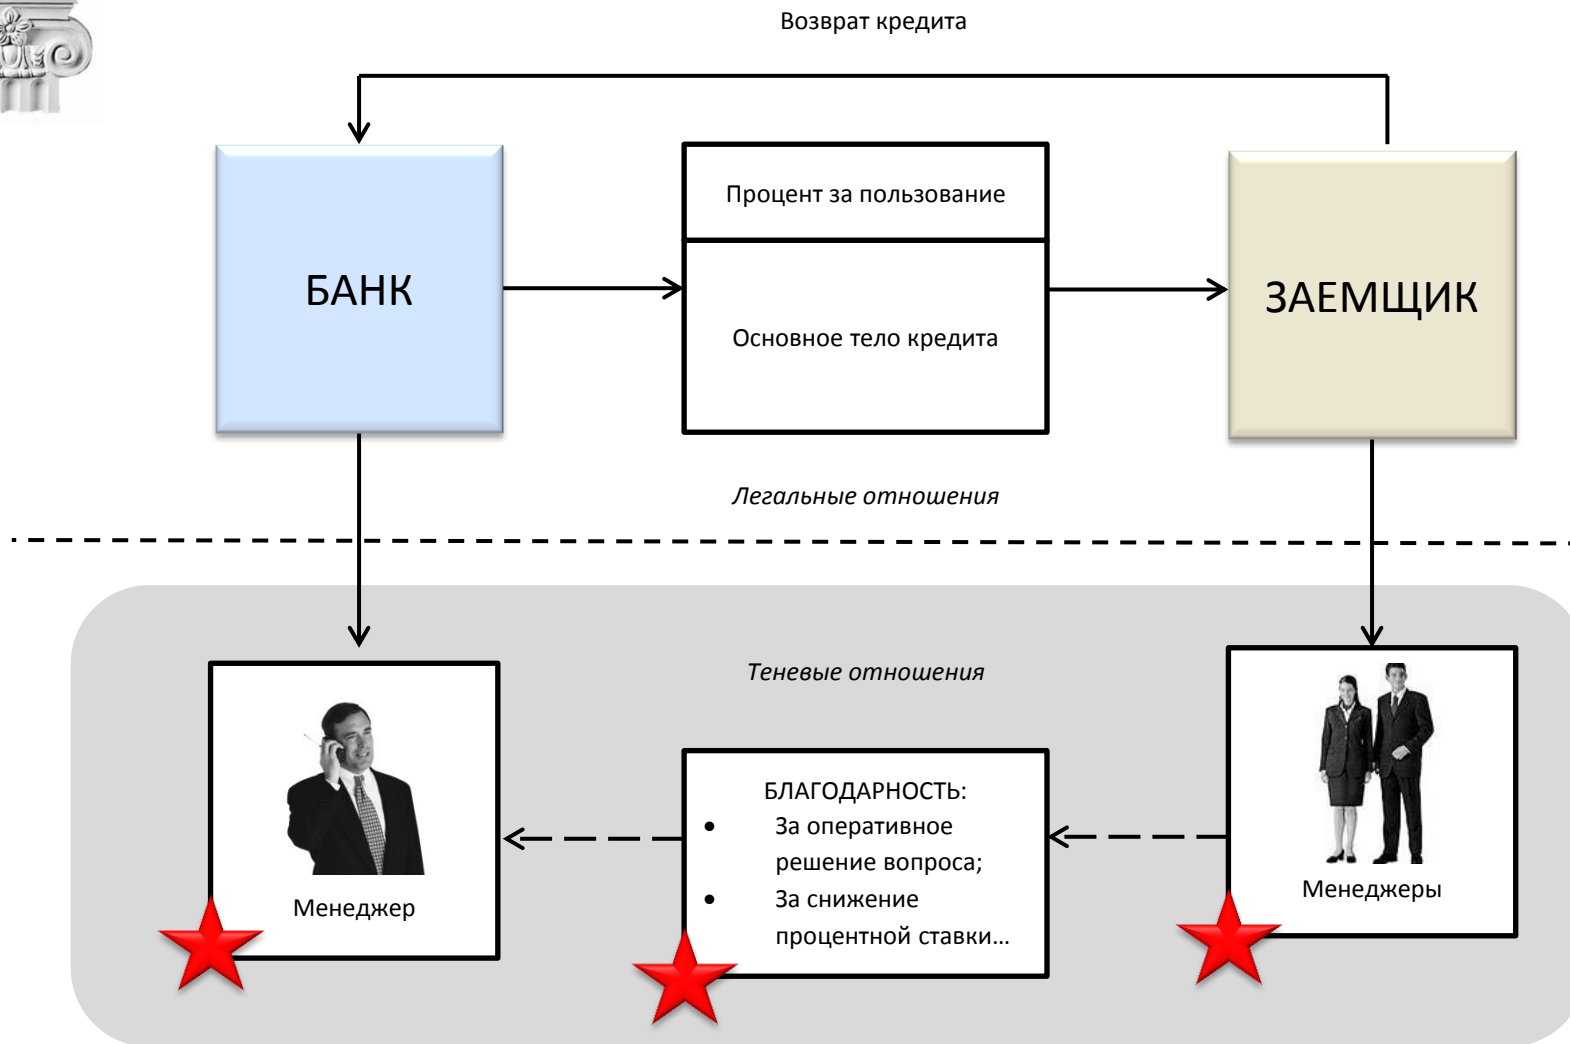 Возврат кредита
Процент за пользование
БАНК
ЗАЕМЩИК
Основное тело кредита
Легальные отношения
Теневые отношения
БЛАГОДАРНОСТЬ:
• За оперативное
решение вопроса;
• За снижение
процентной ставки...
Менеджер
Менеджеры